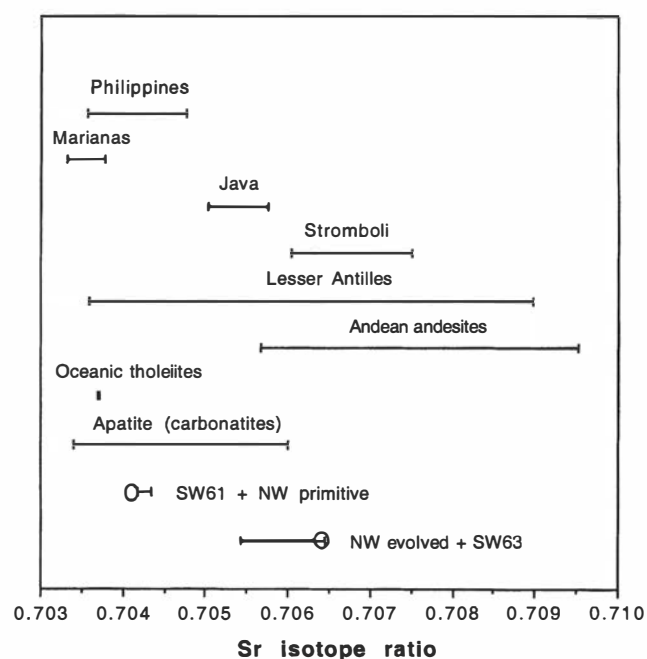 Philippines
Marianas
Java
Stromboli
Lesser Antilles
Andean andesites
Oceanic tholeiites
Apatite (carbonatites)
SW61 + NW primitive
NW evolved + SW63
0.703 0.704 0.705 0.706 0.707 0.708 0.709 0.710
Sr isotope ratio